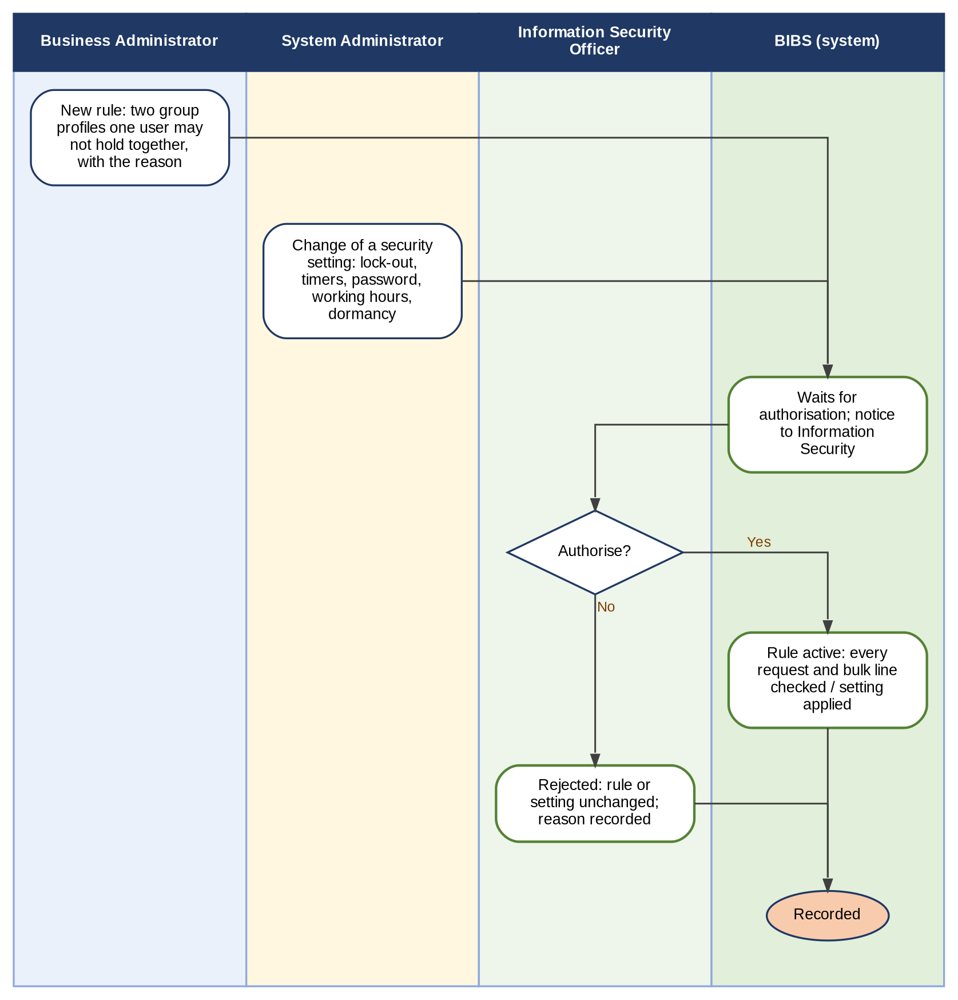 Business Administrator
System Administrator
Information Security
Officer
BIBS (system)
New rule: two group
profiles one user may
not hold together,
with the reason
Change of a security
setting: lock-out,
timers, password,
working hours,
dormancy
Waits for
authorisation; notice
to Information
Security
Authorise?
Yes
No
Rule active: every
request and bulk line
checked / setting
applied
Rejected: rule or
setting unchanged;
reason recorded
Recorded